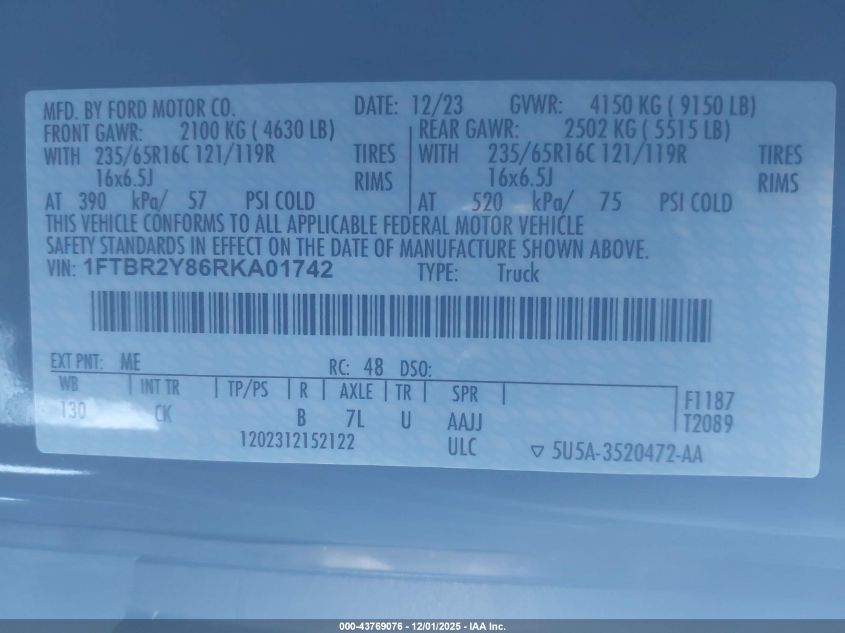 MFD. BY FORD MOTOR CO. DATE: 12/23 GVWR: 4150 KG ( 9150 LB)
FRONT GAWR: 2100 KG ( 4630 LB) REAR GAWR: 2502 KG ( 5515 LB)
WITH 235/65R16C 121/119R TIRES WITH 235/65R16C 121/119R TIRES
16x6.5J RIMS 16x6.5J RIMS
AT 390 kPa/ 57 PSI COLD AT 520 kPa/ 75 PSI COLD
THIS VEHICLE CONFORMS TO ALL APPLICABLE FEDERAL MOTOR VEHICLE
SAFETY STANDARDS IN EFFECT ON THE DATE OF MANUFACTURE SHOWN ABOVE.
VIN: 1FTBR2Y86RKA01742 TYPE: Truck
EXT PNT: ME RC: 48 DSO:
WB INT TR TP/PS R AXLE TR SPR F1187
130 CK B 7L U AAJJ T2089
1202312152122 ULC ▽ 5U5A-3520472-AA
000-43769076 - 12/01/2025 - IAA Inc.